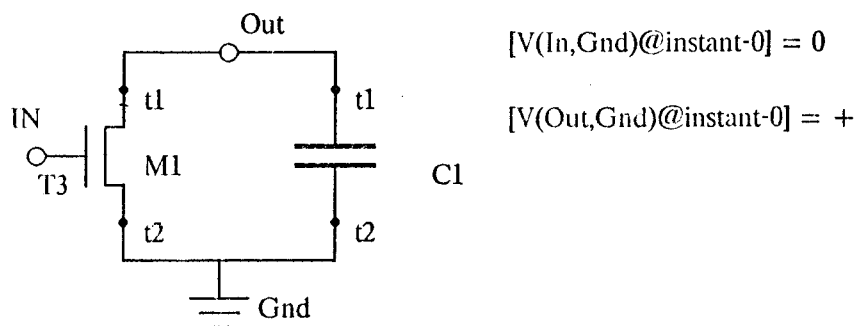 Out
[V(In,Gnd)@instant-0] = 0
t1
t1
[V(Out,Gnd)@instant-0] = +
IN
T3
M1
C1
t2
t2
Gnd